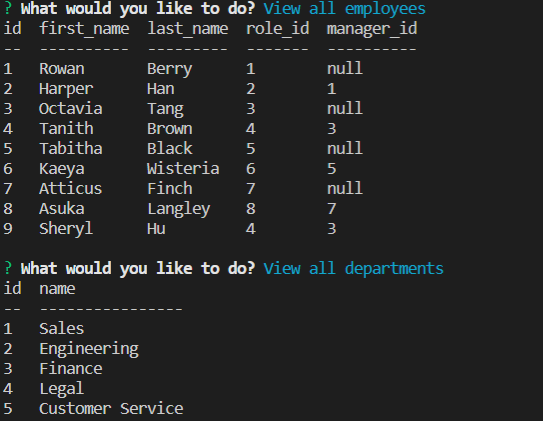 ? What would you like to do? View all employees
id  first_name  last_name  role_id  manager_id
--  ----------  ---------  -------  ----------
1   Rowan       Berry      1        null
2   Harper      Han        2        1
3   Octavia     Tang       3        null
4   Tanith      Brown      4        3
5   Tabitha     Black      5        null
6   Kaeya       Wisteria   6        5
7   Atticus     Finch      7        null
8   Asuka       Langley    8        7
9   Sheryl      Hu         4        3
? What would you like to do? View all departments
id  name
--  ----------------
1   Sales
2   Engineering
3   Finance
4   Legal
5   Customer Service